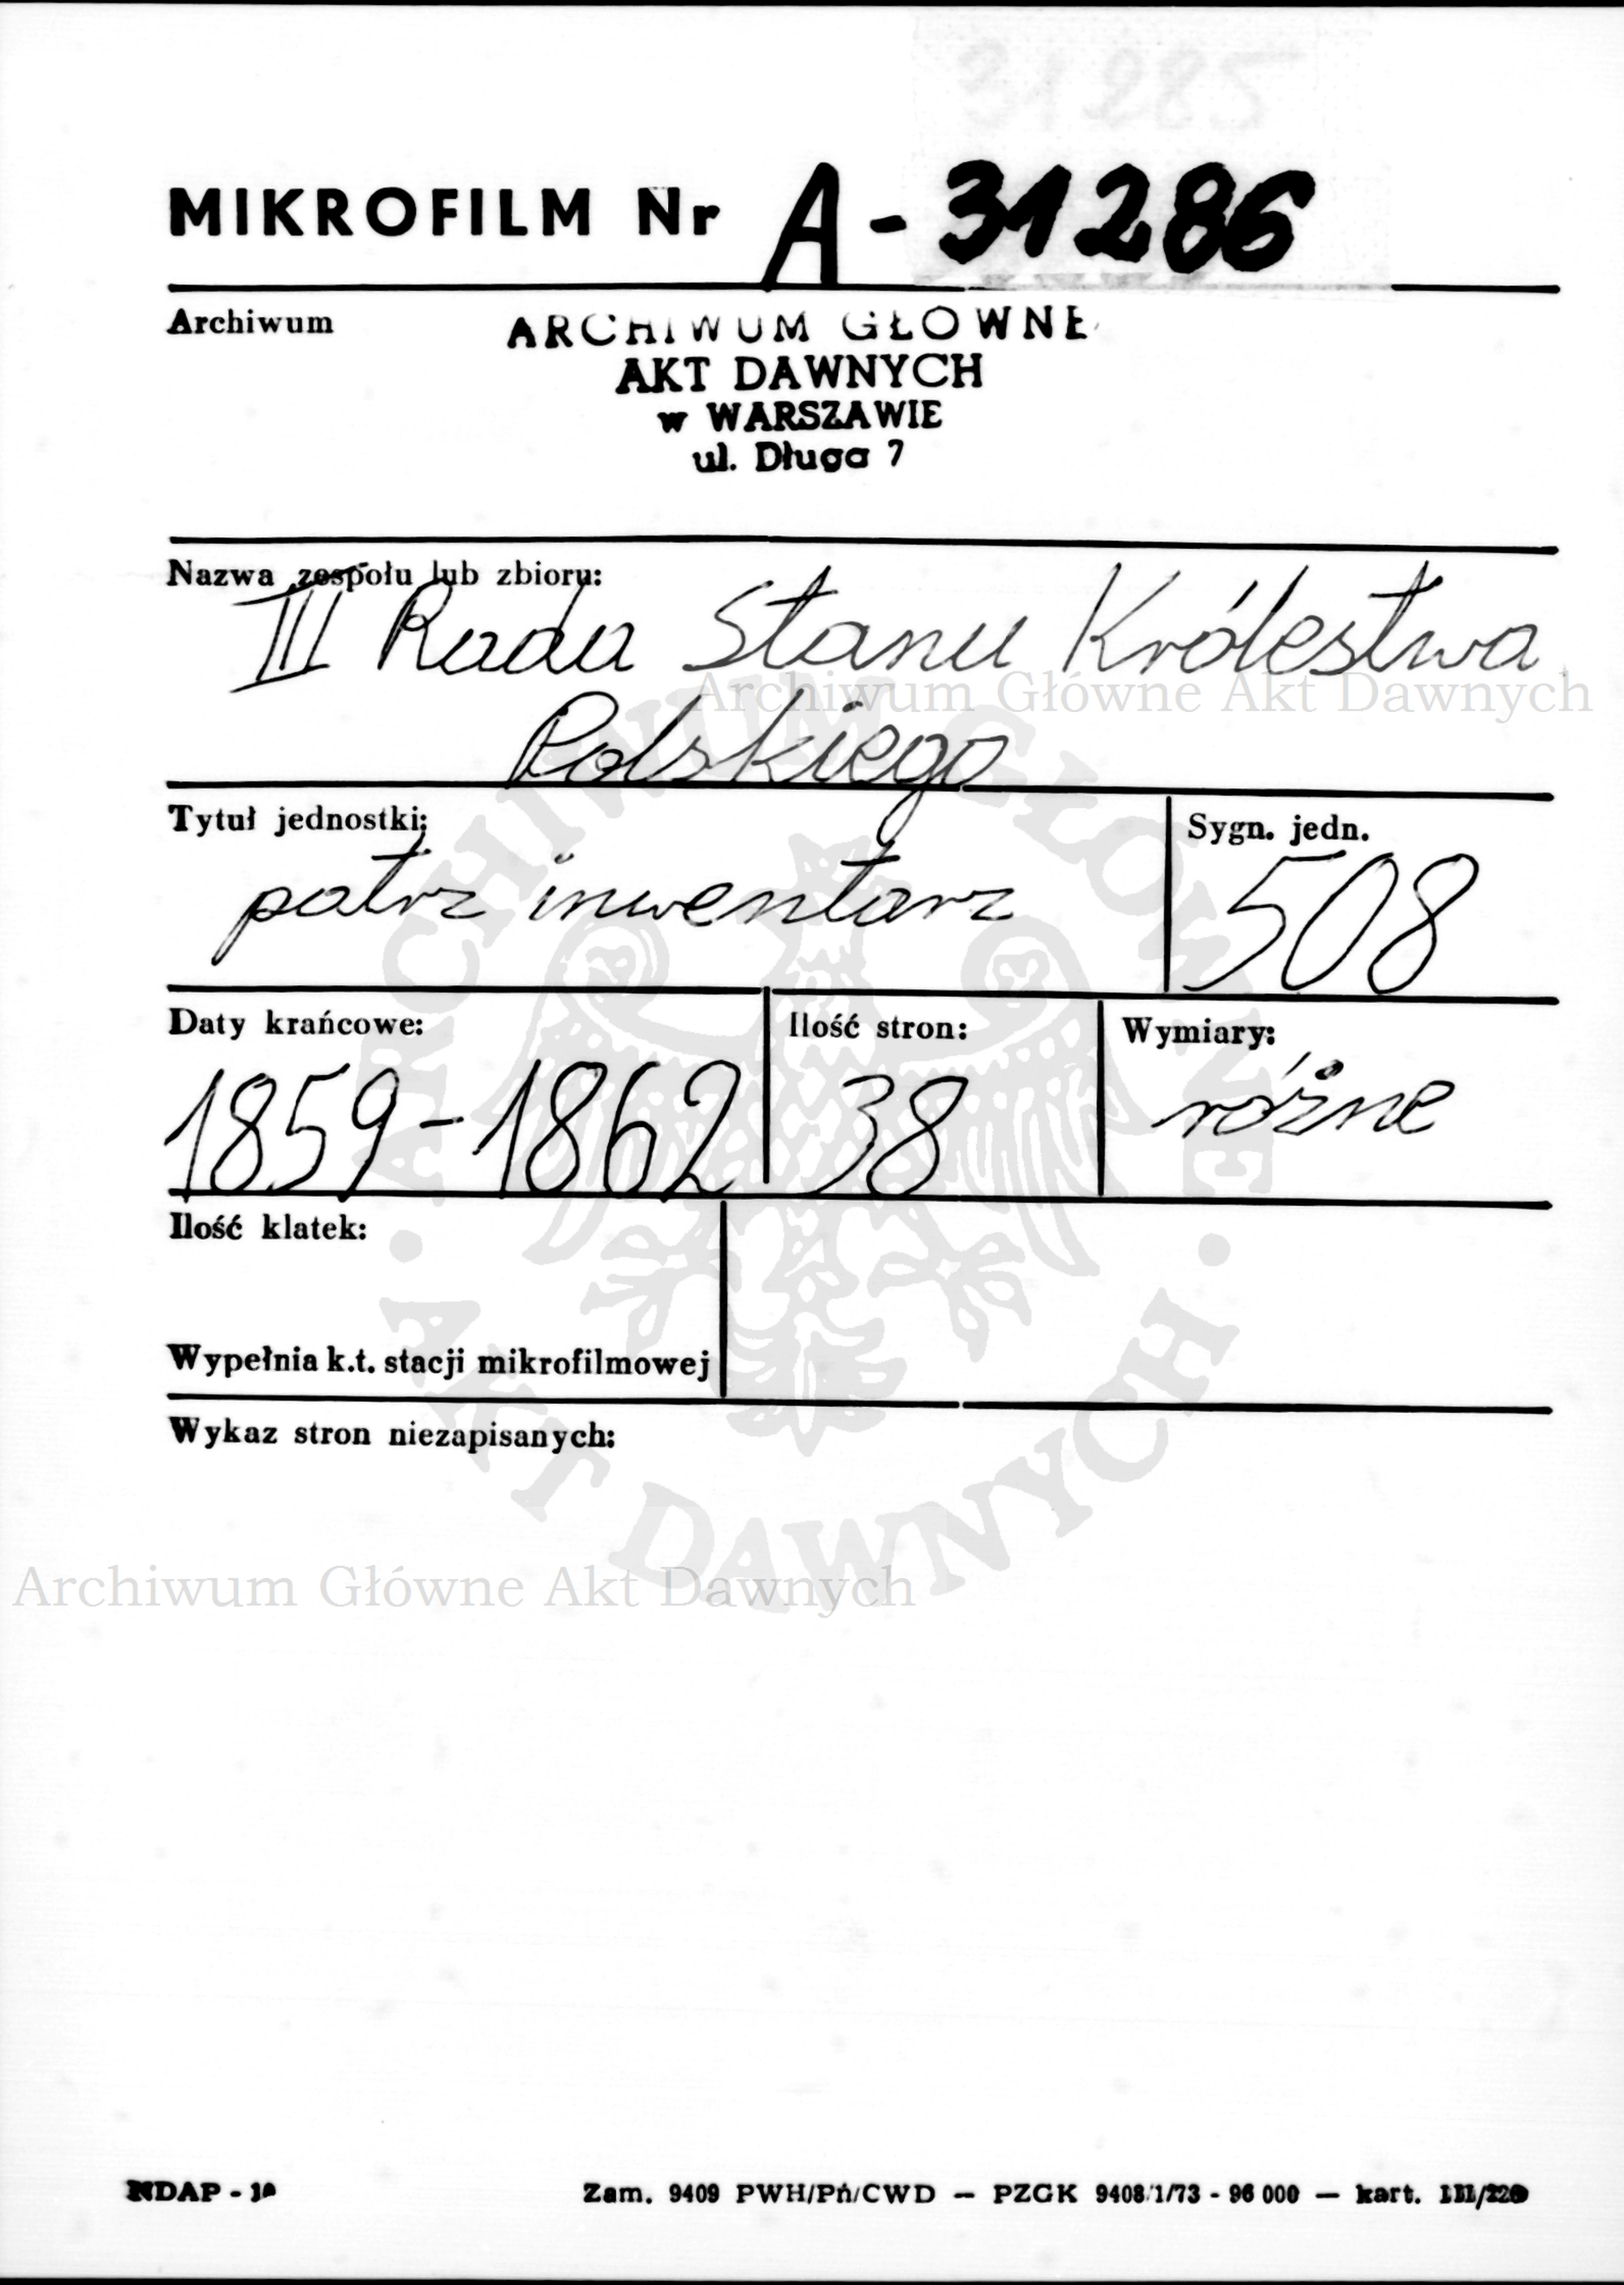 31285
MIKROFILM Nr A - 31286
Archiwum
ARCHIWUM GŁÓWNE
AKT DAWNYCH
w WARSZAWIE
ul. Długa 7
Nazwa zespołu lub zbioru:
III Rada Stanu Królestwa
Archiwum Główne Akt Dawnych
Polskiego
Tytuł jednostki:
patrz inwentarz
Sygn. jedn.
508
Daty krańcowe:
1859 - 1862
Ilość stron:
38
Wymiary:
różne
Ilość klatek:
Wypełnia k.t. stacji mikrofilmowej
Wykaz stron niezapisanych:
ARCHIWUM GŁÓWNE
AKT DAWNYCH
Archiwum Główne Akt Dawnych
NDAP -
Zam. 9409 PWH/Pń/CWD — PZGK 9408/1/73 - 96 000 — kart.